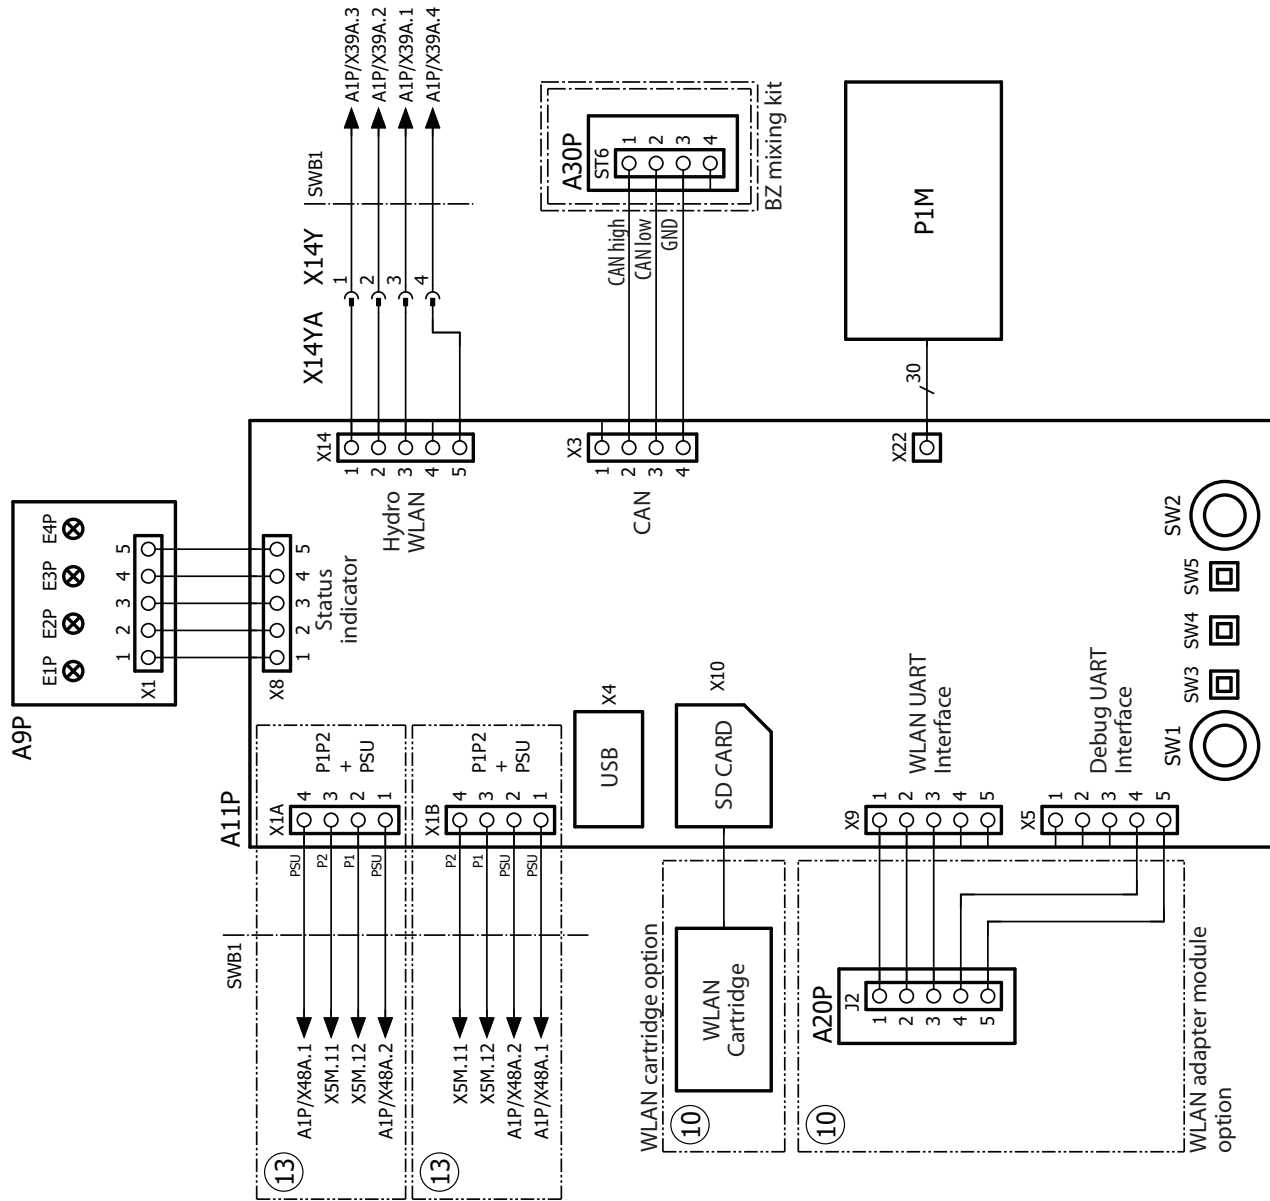 A9P
E1P E2P E3P E4P
X1
1 2 3 4 5
X8
1 2 3 4 5
Status
indicator
A11P
SWB1
13
A1P/X48A.1
X5M.11
X5M.12
A1P/X48A.2
PSU
P2
P1
PSU
X1A
4
3
2
1
P1P2
+
PSU
13
X5M.11
X5M.12
A1P/X48A.2
A1P/X48A.1
P2
P1
PSU
PSU
X1B
4
3
2
1
P1P2
+
PSU
X14
1
2
3
4
5
Hydro
WLAN
X14YA
X14Y
1
2
3
4
SWB1
A1P/X39A.3
A1P/X39A.2
A1P/X39A.1
A1P/X39A.4
X3
1
2
3
4
CAN
CAN high
CAN low
GND
A30P
ST6
1
2
3
4
BZ mixing kit
USB
X4
SD CARD
X10
WLAN cartridge option
10
WLAN
Cartridge
X22
30
P1M
10
WLAN adapter module
option
A20P
J2
1
2
3
4
5
X9
1
2
3
4
5
WLAN UART
Interface
X5
1
2
3
4
5
Debug UART
Interface
SW1
SW3
SW4
SW5
SW2